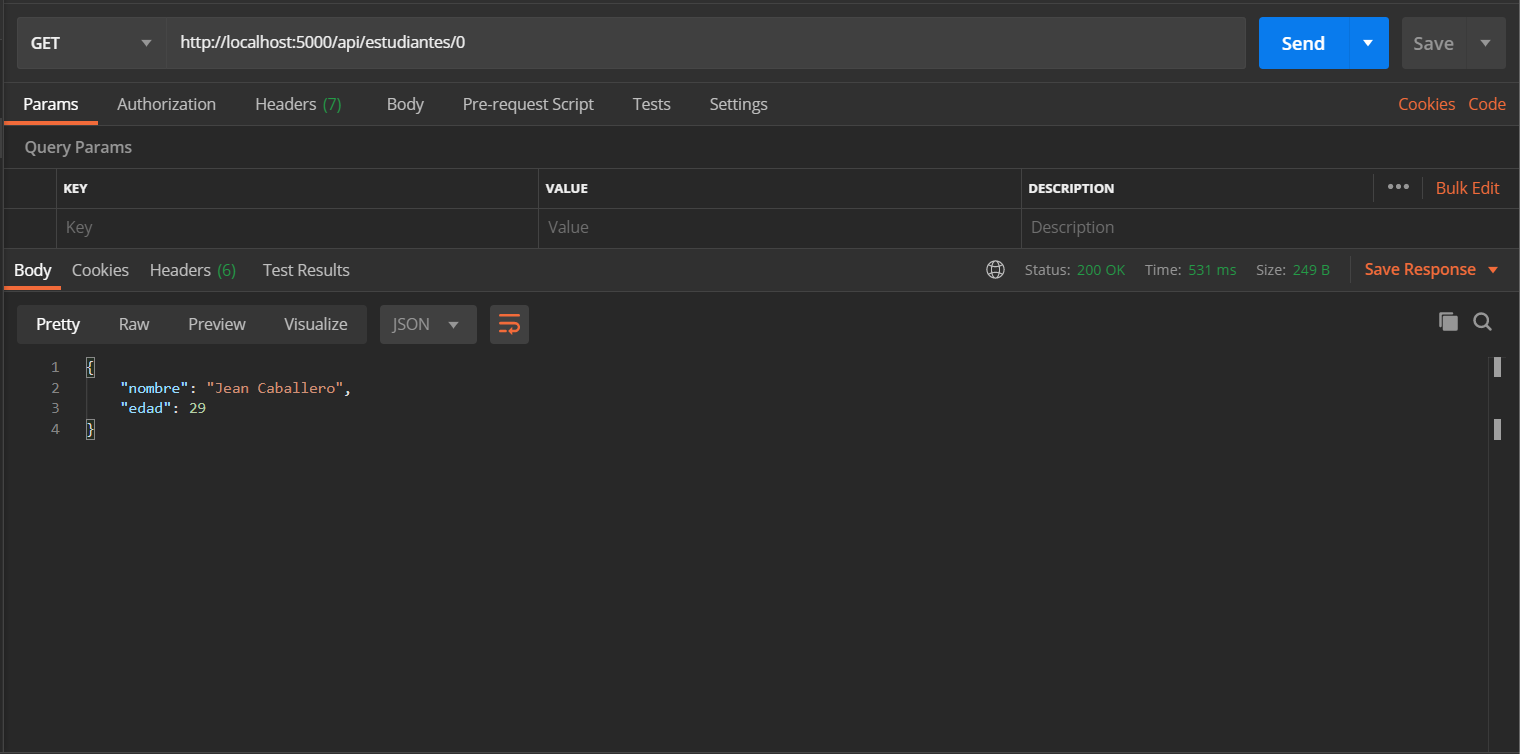 GET http://localhost:5000/api/estudiantes/0 Send Save
Params Authorization Headers (7) Body Pre-request Script Tests Settings Cookies Code
Query Params
KEY VALUE DESCRIPTION ••• Bulk Edit
Key Value Description
Body Cookies Headers (6) Test Results Status: 200 OK Time: 531 ms Size: 249 B Save Response
Pretty Raw Preview Visualize JSON
1 {
2 "nombre": "Jean Caballero",
3 "edad": 29
4 }